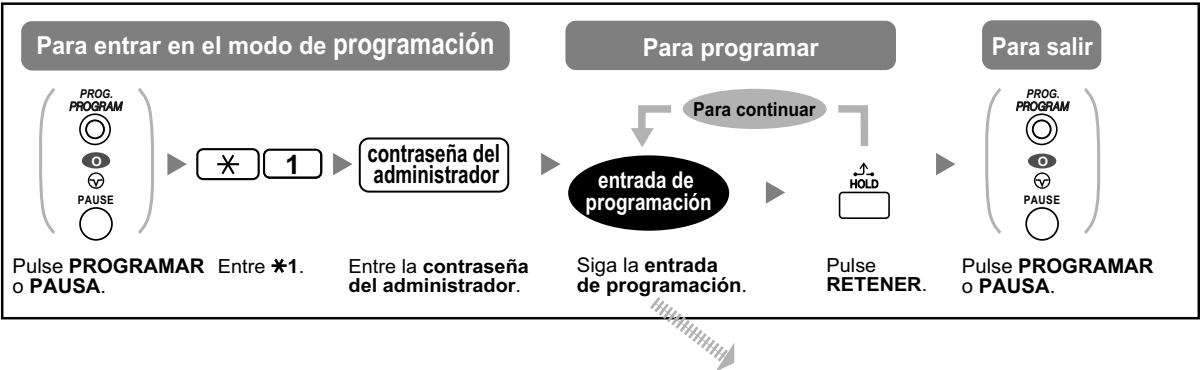 Para entrar en el modo de programación
Para programar
Para salir
PROG.
PROGRAM
O
PAUSE
✳ 1
contraseña del
administrador
Para continuar
entrada de
programación
HOLD
PROG.
PROGRAM
O
PAUSE
Pulse PROGRAMAR
o PAUSA.
Entre ✳1.
Entre la contraseña
del administrador.
Siga la entrada
de programación.
Pulse
RETENER.
Pulse PROGRAMAR
o PAUSA.